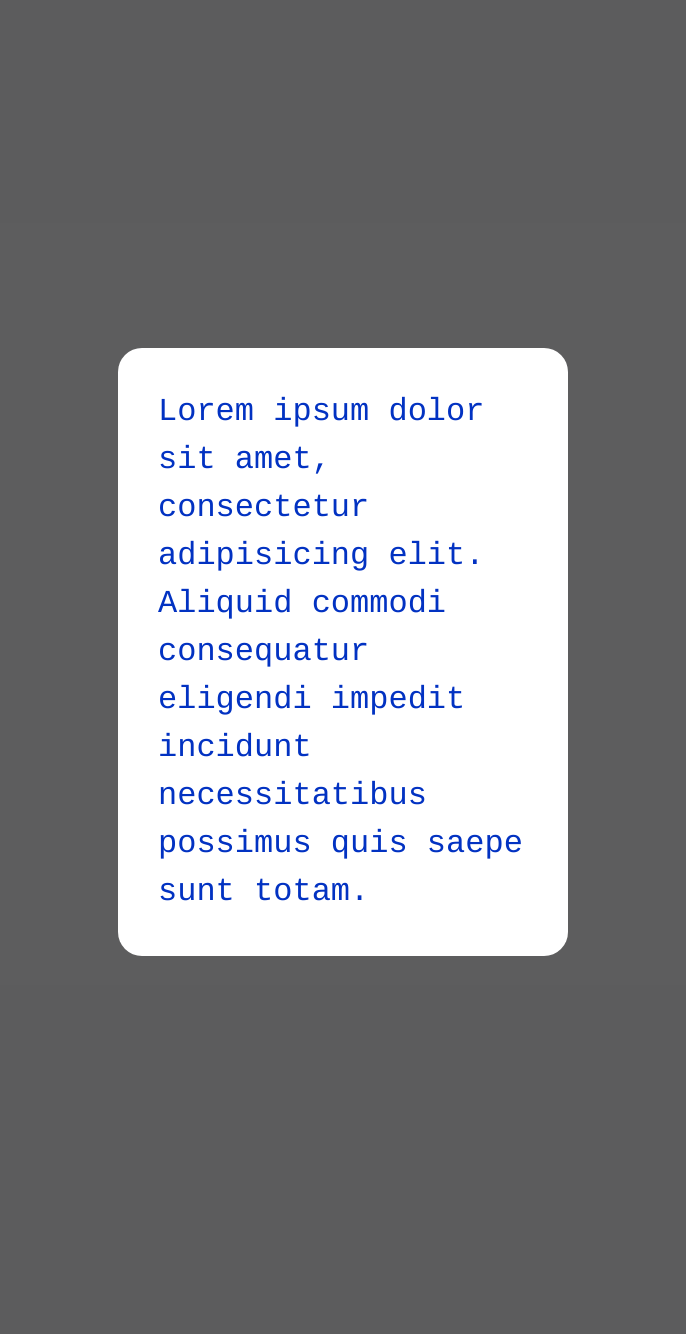 Lorem ipsum dolor
sit amet,
consectetur
adipisicing elit.
Aliquid commodi
consequatur
eligendi impedit
incidunt
necessitatibus
possimus quis saepe
sunt totam.